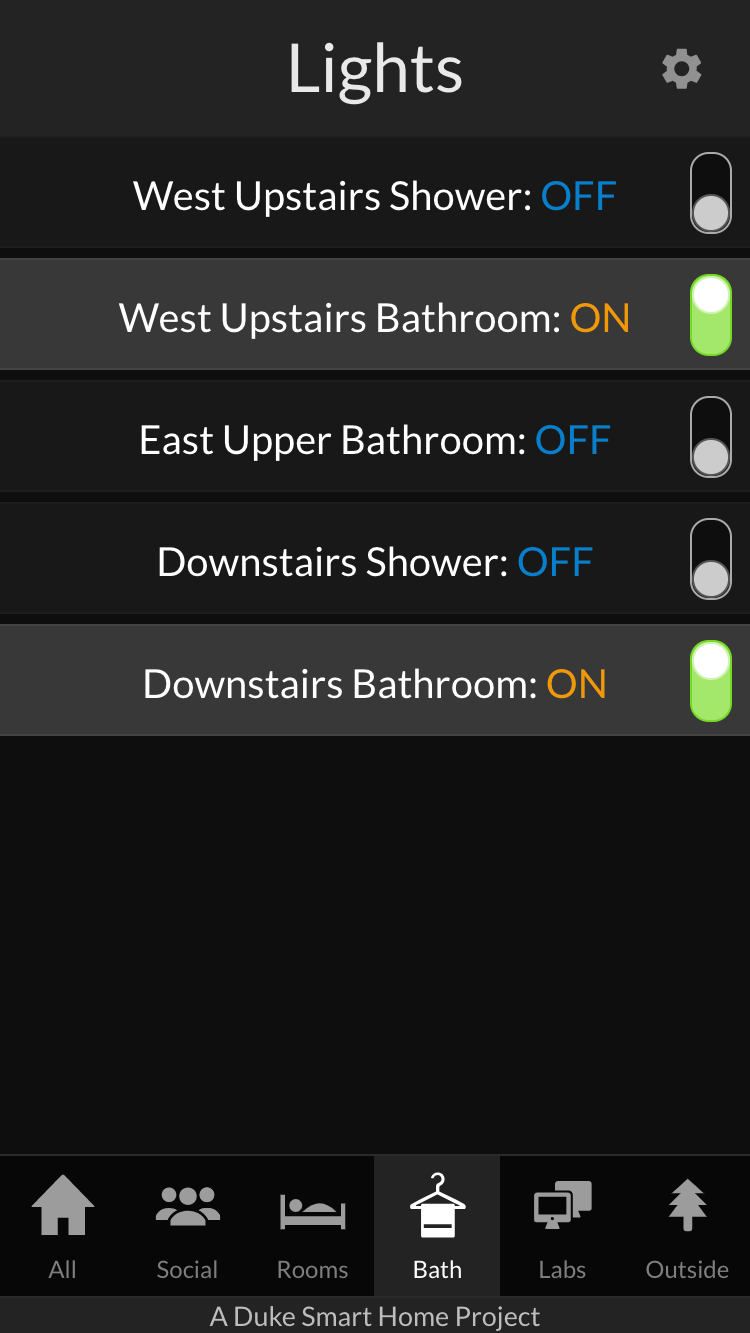 Lights
West Upstairs Shower: OFF
West Upstairs Bathroom: ON
East Upper Bathroom: OFF
Downstairs Shower: OFF
Downstairs Bathroom: ON
All Social Rooms Bath Labs Outside
A Duke Smart Home Project